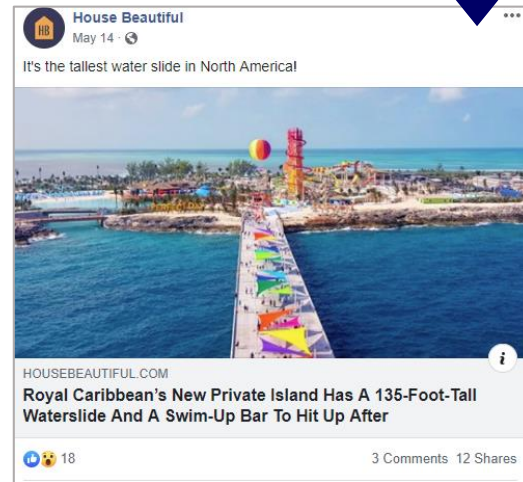 HB
House Beautiful
May 14 ·
It's the tallest water slide in North America!
HOUSEBEAUTIFUL.COM
Royal Caribbean's New Private Island Has A 135-Foot-Tall
Waterslide And A Swim-Up Bar To Hit Up After
18
3 Comments 12 Shares